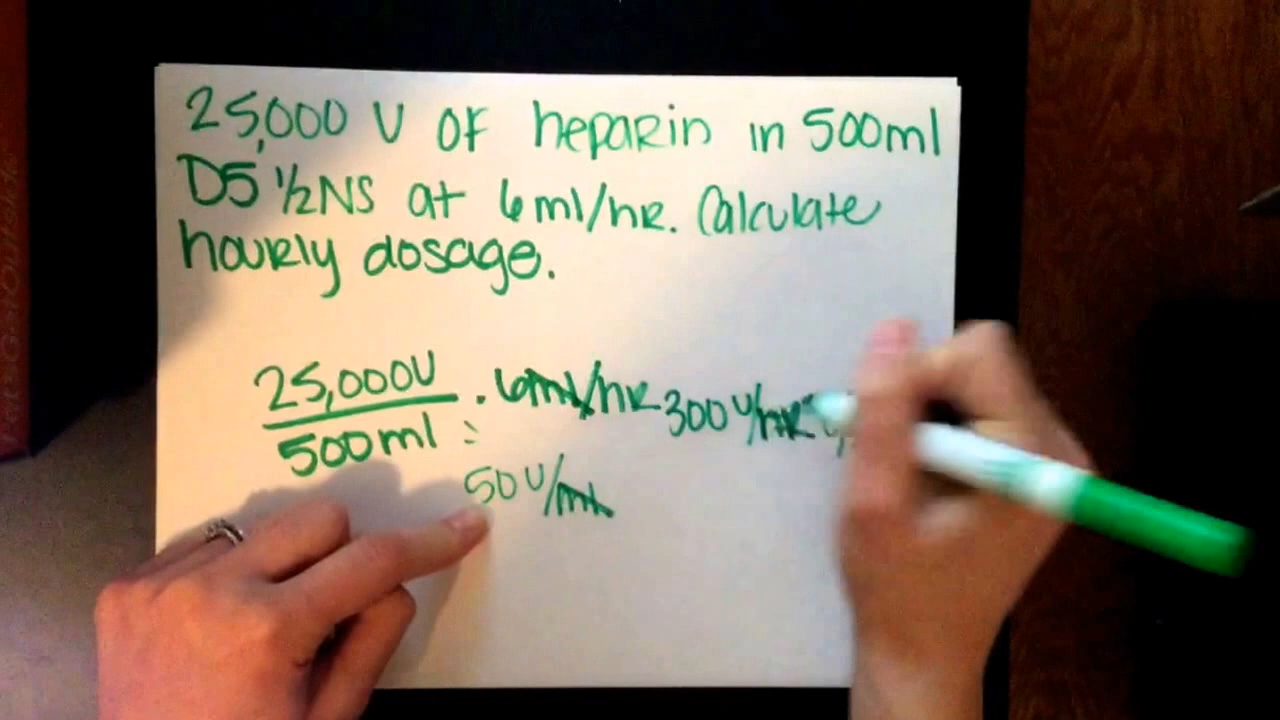 25,000 U OF heparin in 500ml
D5 ½NS at 6ml/hr. Calculate
hourly dosage.
25,000U . 6ml/hr 300 U/hr
500ml =
50 U/ml